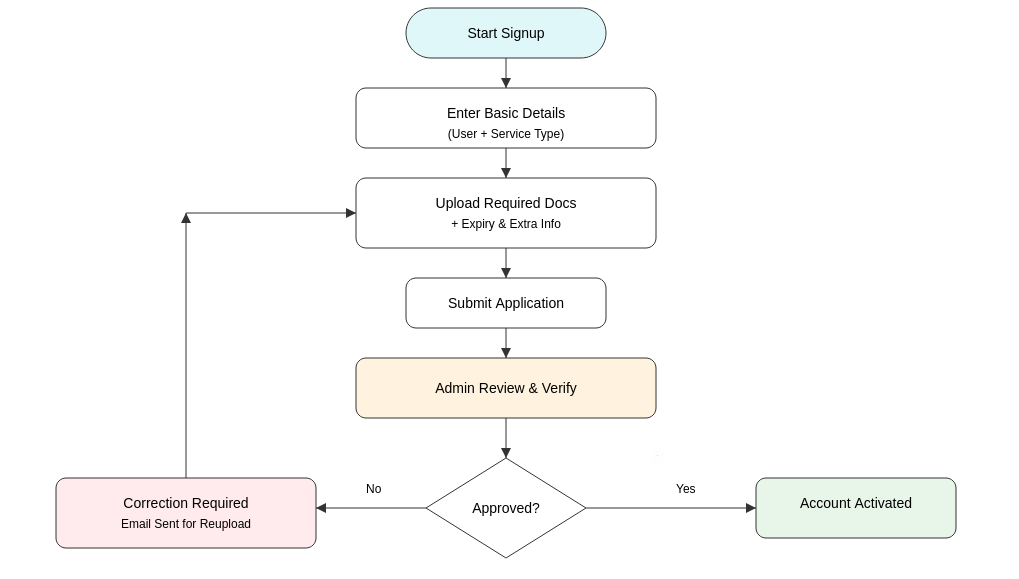 Start Signup
Enter Basic Details
(User + Service Type)
Upload Required Docs
+ Expiry & Extra Info
Submit Application
Admin Review & Verify
No
Yes
Correction Required
Email Sent for Reupload
Approved?
Account Activated